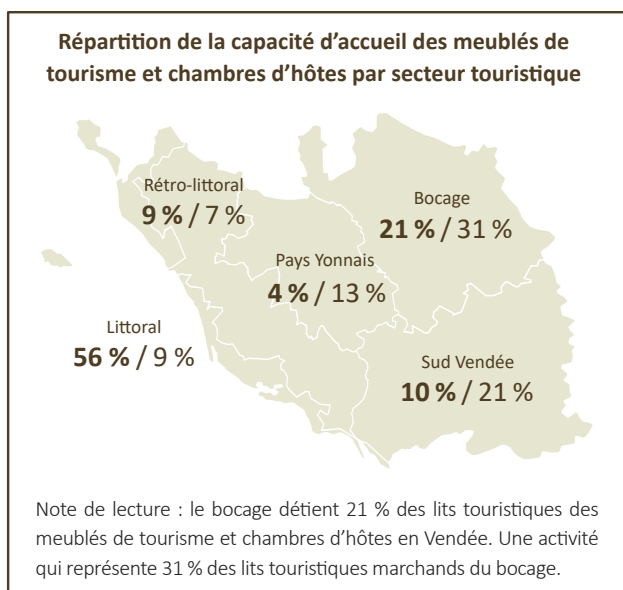 Répartition de la capacité d’accueil des meublés de
tourisme et chambres d’hôtes par secteur touristique
Rétro-littoral
9 % / 7 %
Bocage
21 % / 31 %
Pays Yonnais
4 % / 13 %
Littoral
56 % / 9 %
Sud Vendée
10 % / 21 %
Note de lecture : le bocage détient 21 % des lits touristiques des
meublés de tourisme et chambres d’hôtes en Vendée. Une activité
qui représente 31 % des lits touristiques marchands du bocage.